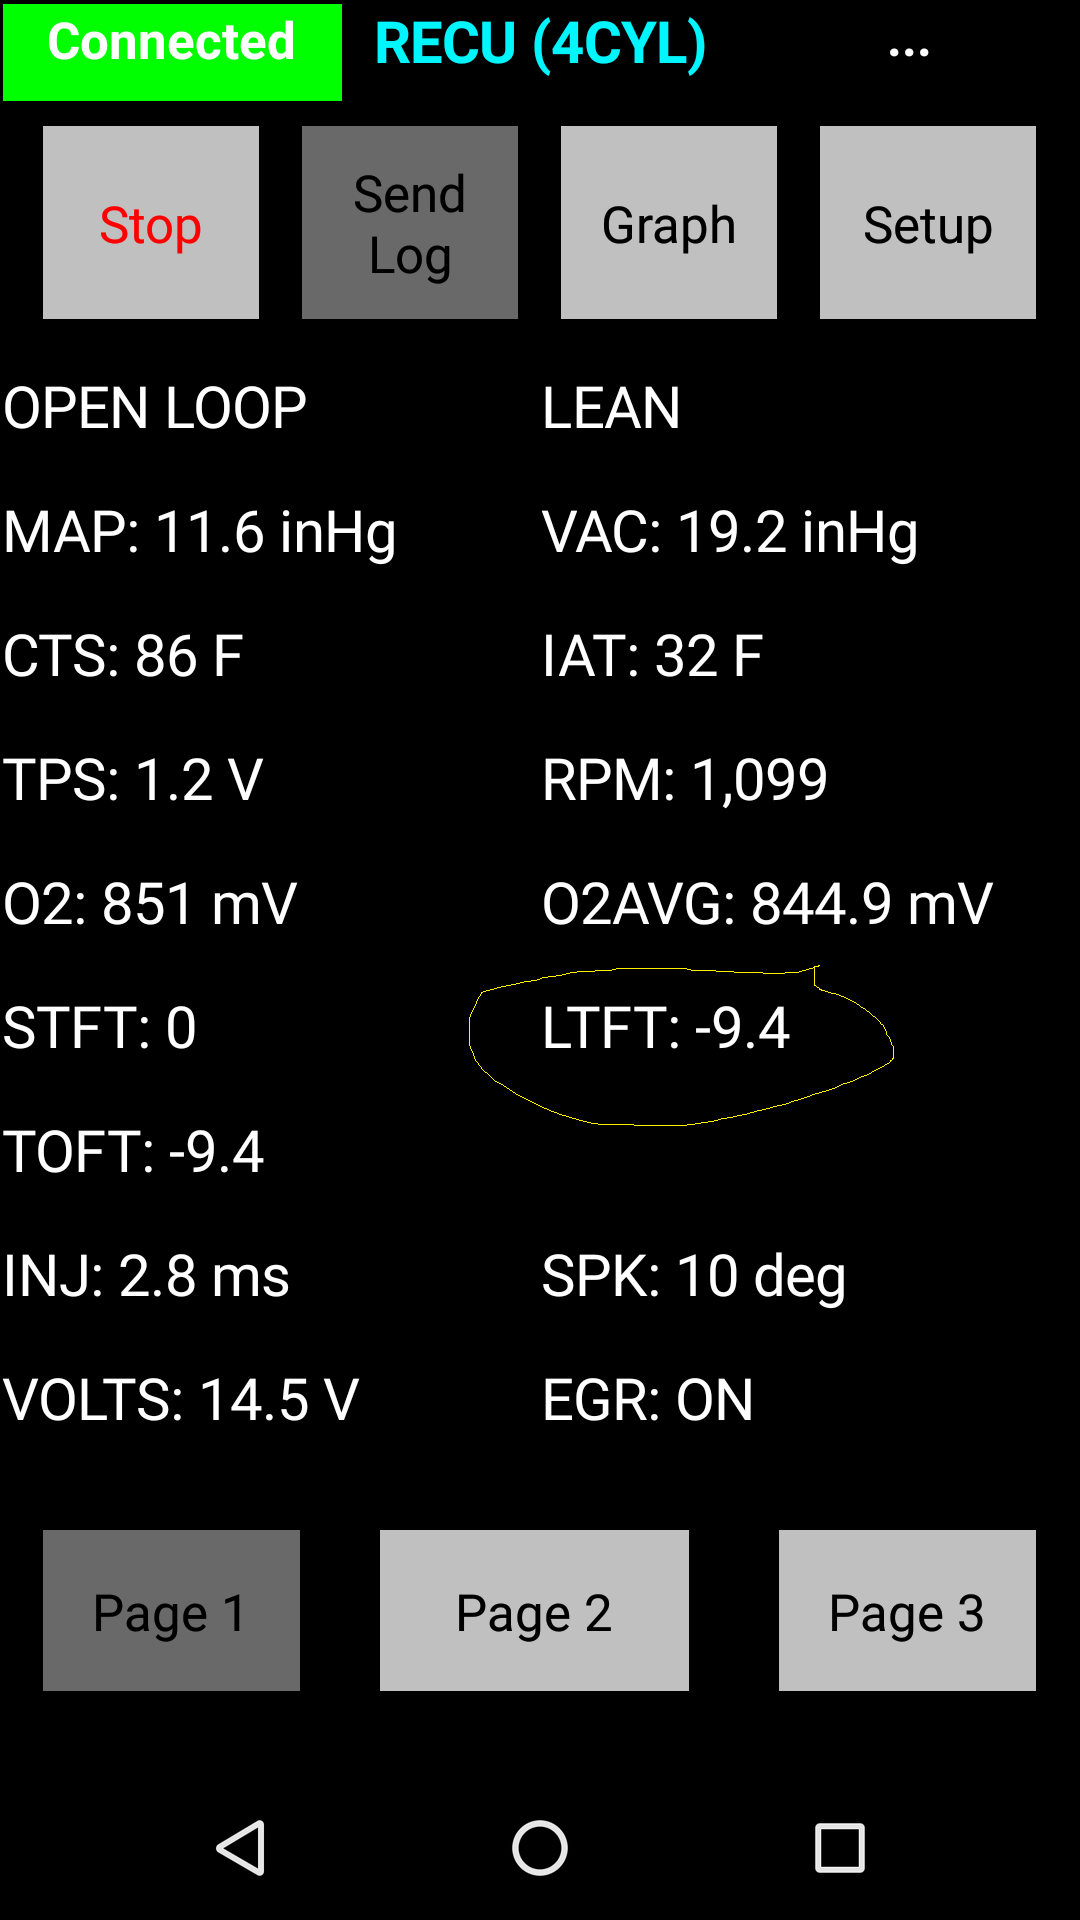 Connected RECU (4CYL) ...
Stop
Send
Log
Graph
Setup
OPEN LOOP LEAN
MAP: 11.6 inHg VAC: 19.2 inHg
CTS: 86 F IAT: 32 F
TPS: 1.2 V RPM: 1,099
O2: 851 mV O2AVG: 844.9 mV
STFT: 0 LTFT: -9.4
TOFT: -9.4
INJ: 2.8 ms SPK: 10 deg
VOLTS: 14.5 V EGR: ON
Page 1 Page 2 Page 3